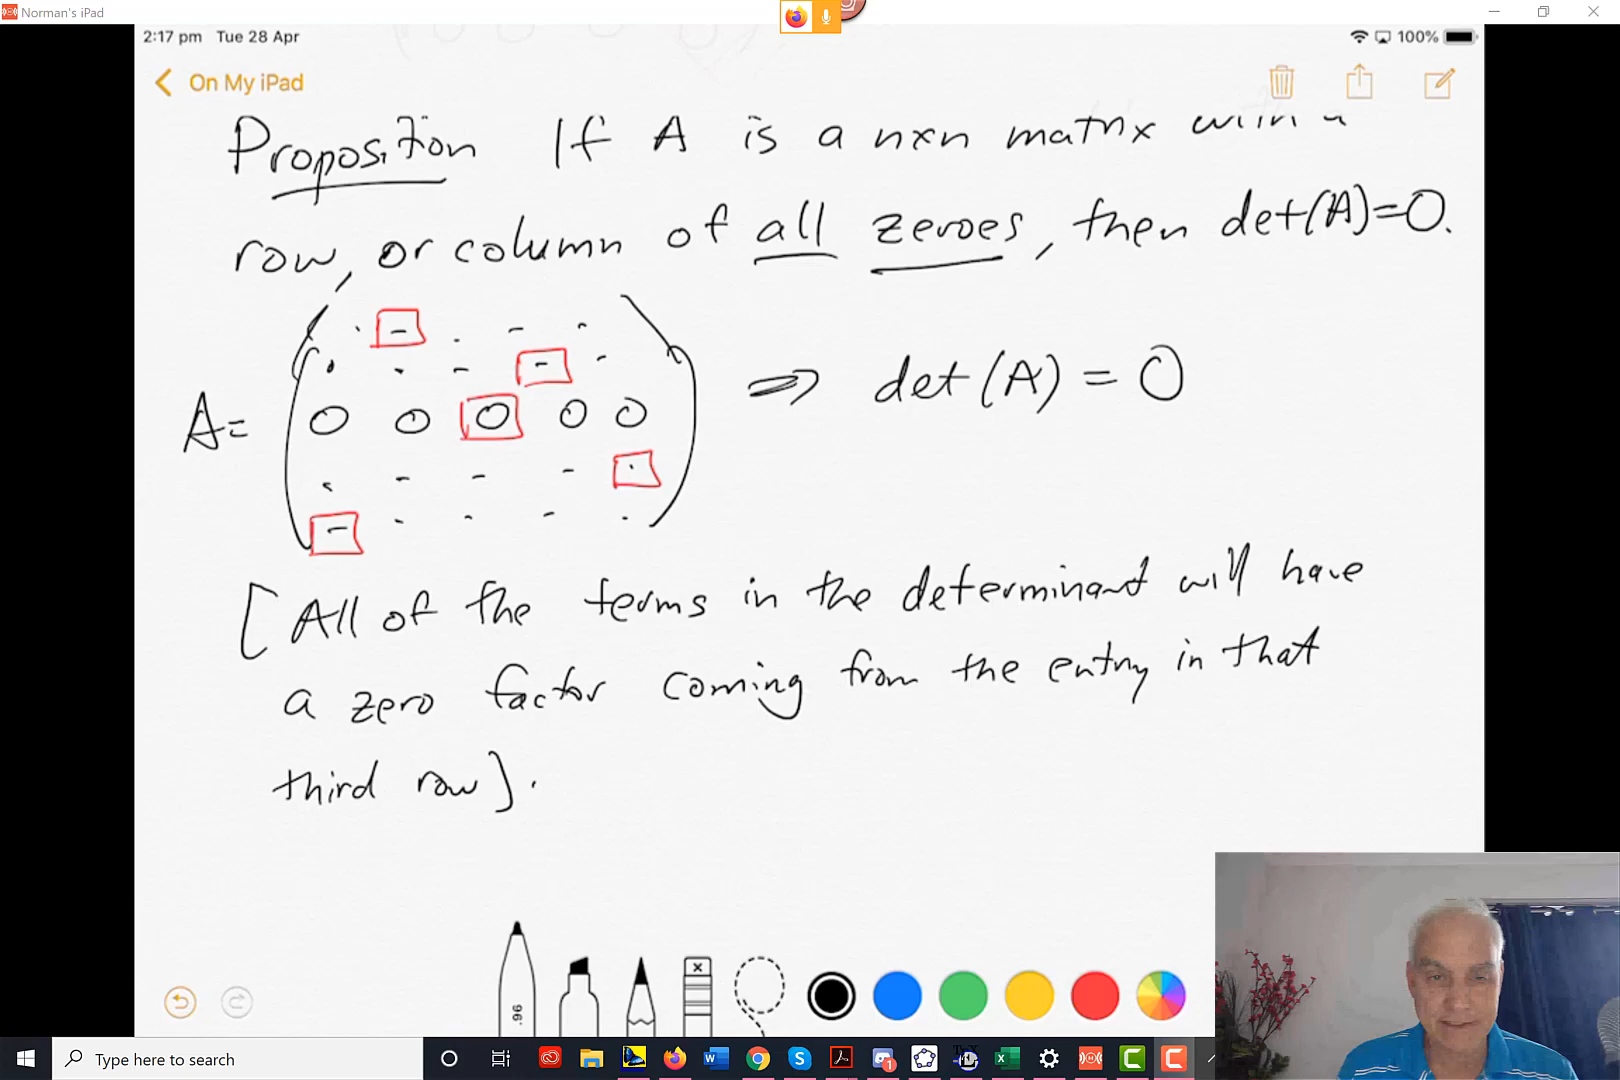 Norman's iPad
2:17 pm Tue 28 Apr
100%
On My iPad
Proposition If A is a nxn matrix with a
row, or column of all zeroes, then det(A)=0.
A= 0 0 0 0 0 ⇒ det(A) = 0
[All of the terms in the determinant will have
a zero factor coming from the entry in that
third row].
.96
Type here to search